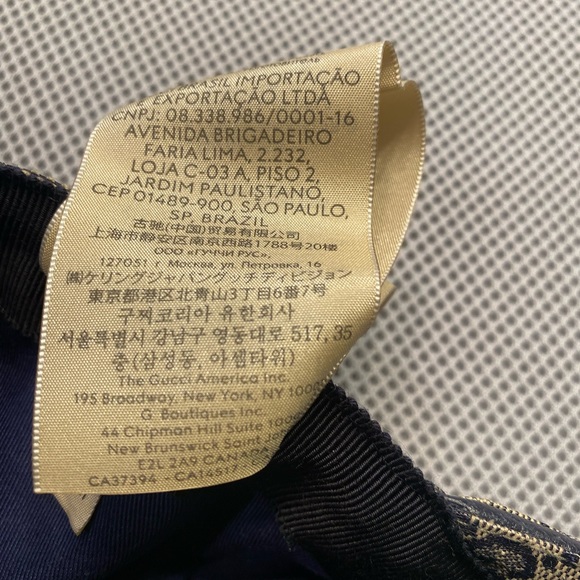 BRASIL IMPORTAÇÃO
E EXPORTAÇÃO LTDA
CNPJ: 08.338.986/0001-16
AVENIDA BRIGADEIRO
FARIA LIMA, 2.232,
LOJA C-03 A, PISO 2,
JARDIM PAULISTANO,
CEP 01489-900, SÃO PAULO,
SP, BRAZIL
古驰(中国)贸易有限公司
上海市静安区南京西路1788号20楼
ООО «ГУЧЧИ РУС»,
127051 г. Москва, ул. Петровка, 16
㈱ケリングジャパングッチディビジョン
東京都港区北青山3丁目6番7号
구찌코리아 유한회사
서울특별시 강남구 영동대로 517, 35
층(삼성동, 아셈타워)
The Gucci America Inc.
195 Broadway, New York, NY 1000
G. Boutiques Inc
44 Chipman Hill Suite 1000
New Brunswick Saint Jo
E2L 2A9 CANADA
CA37394 - CA14517